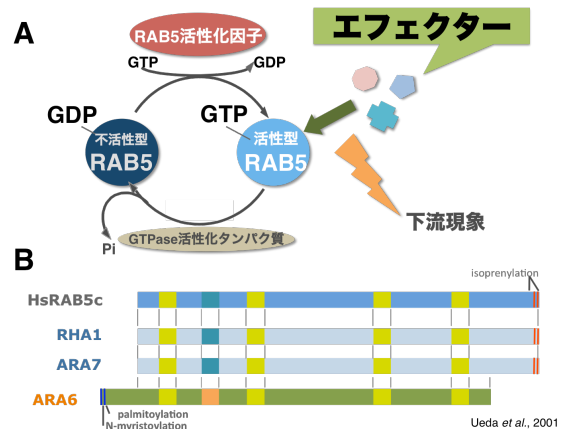 A
RAB5活性化因子
エフェクター
GTP
GDP
GDP
GTP
不活性型
RAB5
活性型
RAB5
下流現象
GTPase活性化タンパク質
Pi
B
isoprenylation
HsRAB5c
RHA1
ARA7
ARA6
palmitoylation
N-myristoylation
Ueda et al., 2001